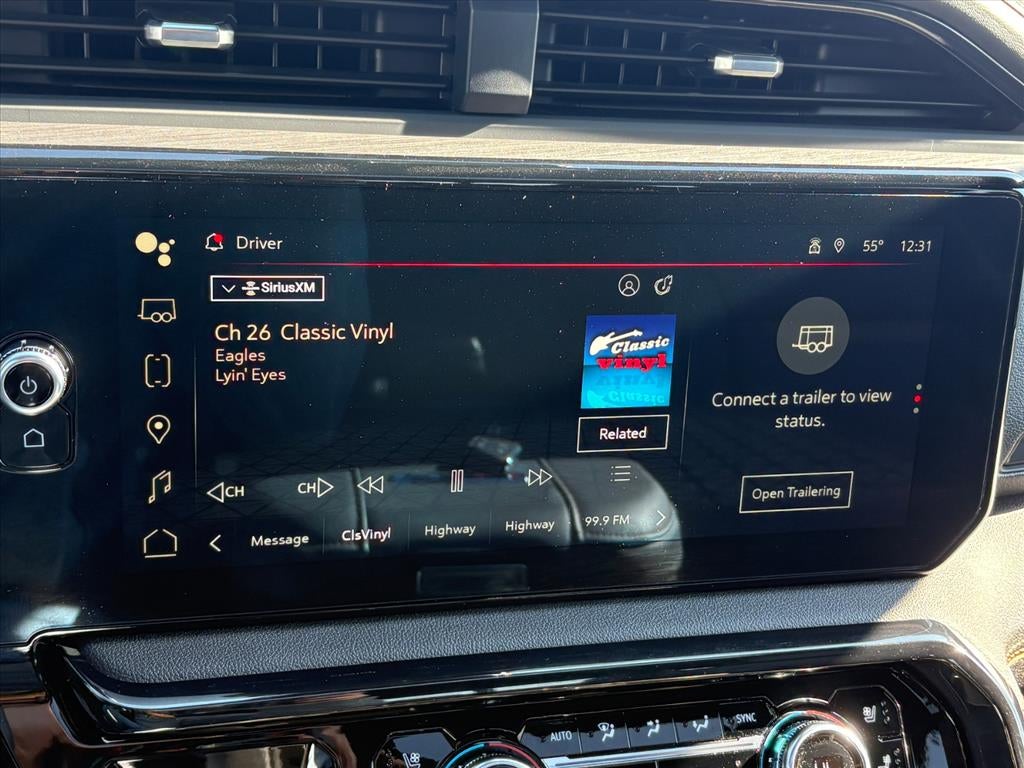 Driver
55° 12:31
SiriusXM
Ch 26 Classic Vinyl
Eagles
Lyin' Eyes
Classic
vinyl
Related
Connect a trailer to view
status.
Open Trailering
CH
CH
Message
ClsVinyl
Highway
Highway
99.9 FM
AUTO
SYNC